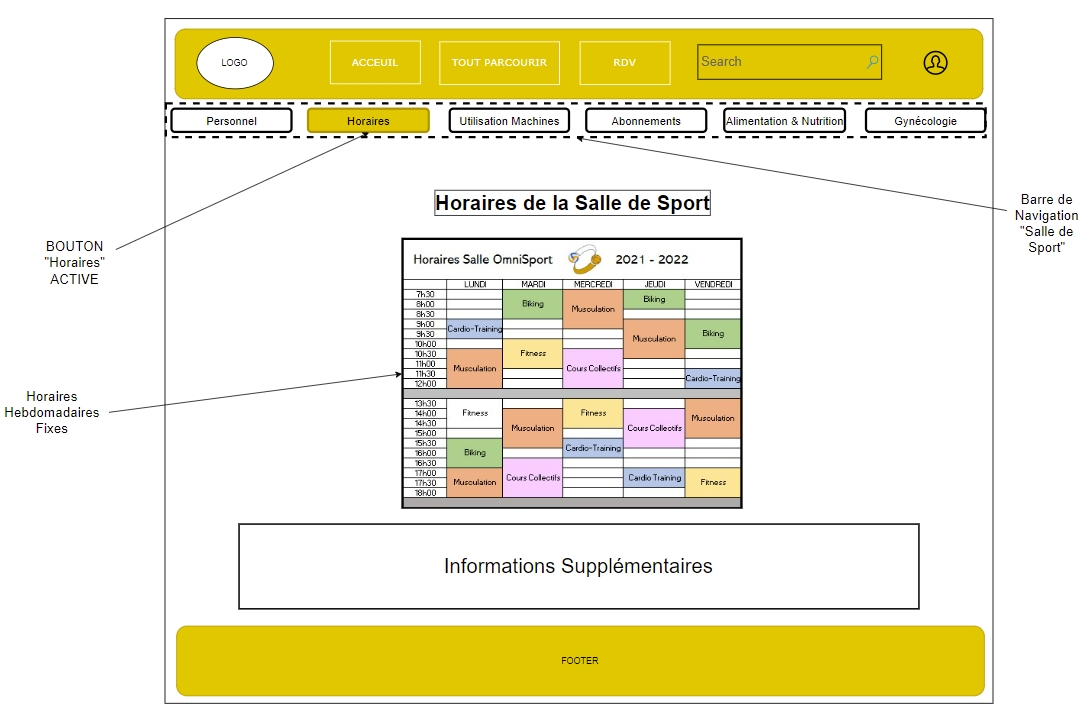 LOGO
ACCEUIL
TOUT PARCOURIR
RDV
Search
Personnel
Horaires
Utilisation Machines
Abonnements
Alimentation & Nutrition
Gynécologie
Horaires de la Salle de Sport
Barre de
Navigation
"Salle de
Sport"
BOUTON
"Horaires"
ACTIVE
Horaires Salle OmniSport
2021 - 2022
LUNDI MARDI MERCREDI JEUDI VENDREDI
7h30
8h00 Biking Musculation Biking
8h30
9h00
9h30 Cardio-Training Musculation Biking
10h00
10h30 Fitness
11h00
11h30 Musculation Cours Collectifs Cardio-Training
12h00
Horaires
Hebdomadaires
Fixes
13h30
14h00 Fitness Fitness Musculation
14h30 Musculation Cours Collectifs
15h00
15h30 Cardio-Training
16h00 Biking
16h30
17h00 Cours Collectifs Cardio Training
17h30 Musculation Fitness
18h00
Informations Supplémentaires
FOOTER